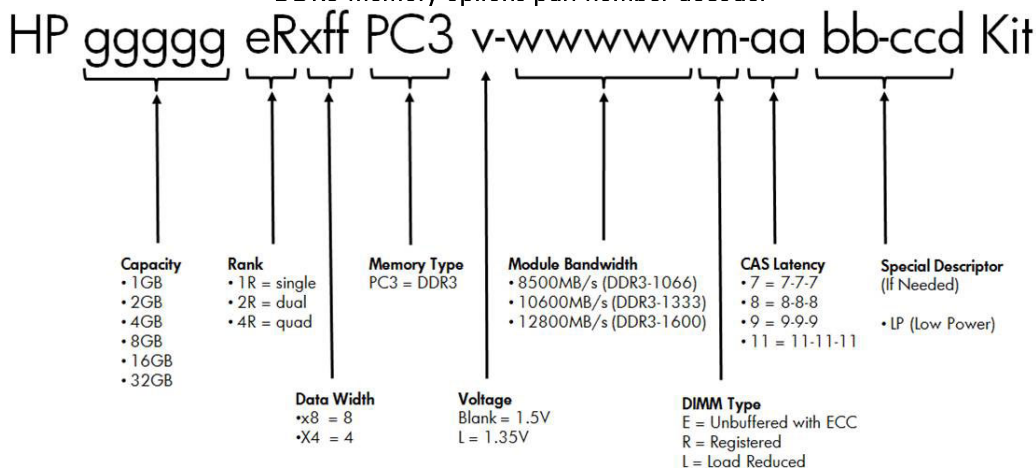 DDR3 memory options part number decoder
HP ggggg eRxff PC3 v-wwwwwwm-aa bb-ccd Kit
Capacity
• 1GB
• 2GB
• 4GB
• 8GB
• 16GB
• 32GB
Rank
• 1R = single
• 2R = dual
• 4R = quad
Memory Type
PC3 = DDR3
Module Bandwidth
• 8500MB/s (DDR3-1066)
• 10600MB/s (DDR3-1333)
• 12800MB/s (DDR3-1600)
CAS Latency
• 7 = 7-7-7
• 8 = 8-8-8
• 9 = 9-9-9
• 11 = 11-11-11
Special Descriptor
(If Needed)
• LP (Low Power)
Data Width
•x8 = 8
•X4 = 4
Voltage
Blank = 1.5V
L = 1.35V
DIMM Type
E = Unbuffered with ECC
R = Registered
L = Load Reduced